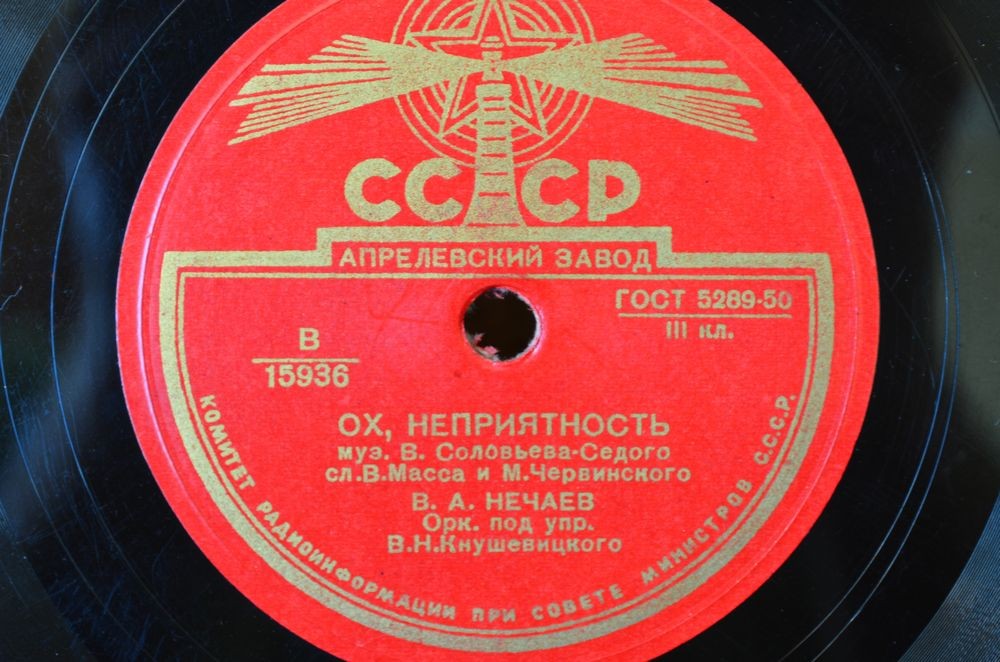 СССР
АПРЕЛЕВСКИЙ ЗАВОД
ГОСТ 5289-50
III кл.
В
15936
ОХ, НЕПРИЯТНОСТЬ
муз. В. Соловьева-Седого
сл. В. Масса и М. Червинского
В. А. НЕЧАЕВ
Орк. под упр.
В.Н.Кнушевицкого
КОМИТЕТ РАДИОИНФОРМАЦИИ ПРИ СОВЕТЕ МИНИСТРОВ С.С.С.Р.